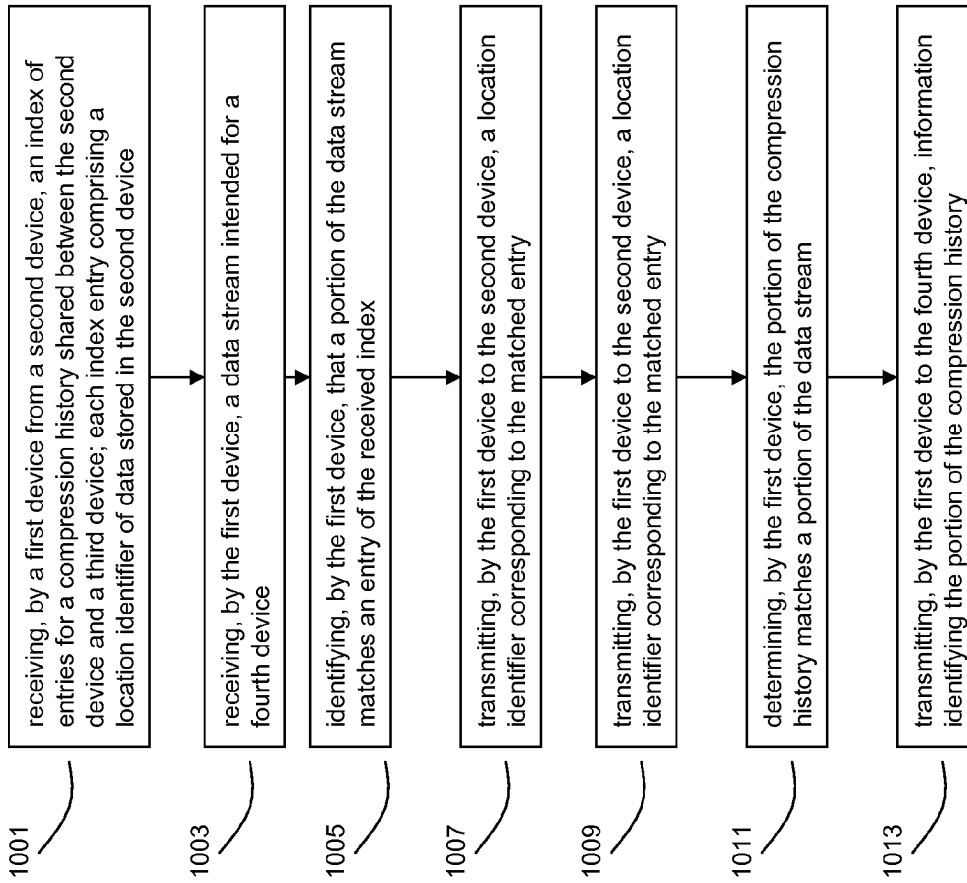 1001
receiving, by a first device from a second device, an index of
entries for a compression history shared between the second
device and a third device; each index entry comprising a
location identifier of data stored in the second device
1003
receiving, by the first device, a data stream intended for a
fourth device
1005
identifying, by the first device, that a portion of the data stream
matches an entry of the received index
1007
transmitting, by the first device to the second device, a location
identifier corresponding to the matched entry
1009
transmitting, by the first device to the second device, a location
identifier corresponding to the matched entry
1011
determining, by the first device, the portion of the compression
history matches a portion of the data stream
1013
transmitting, by the first device to the fourth device, information
identifying the portion of the compression history